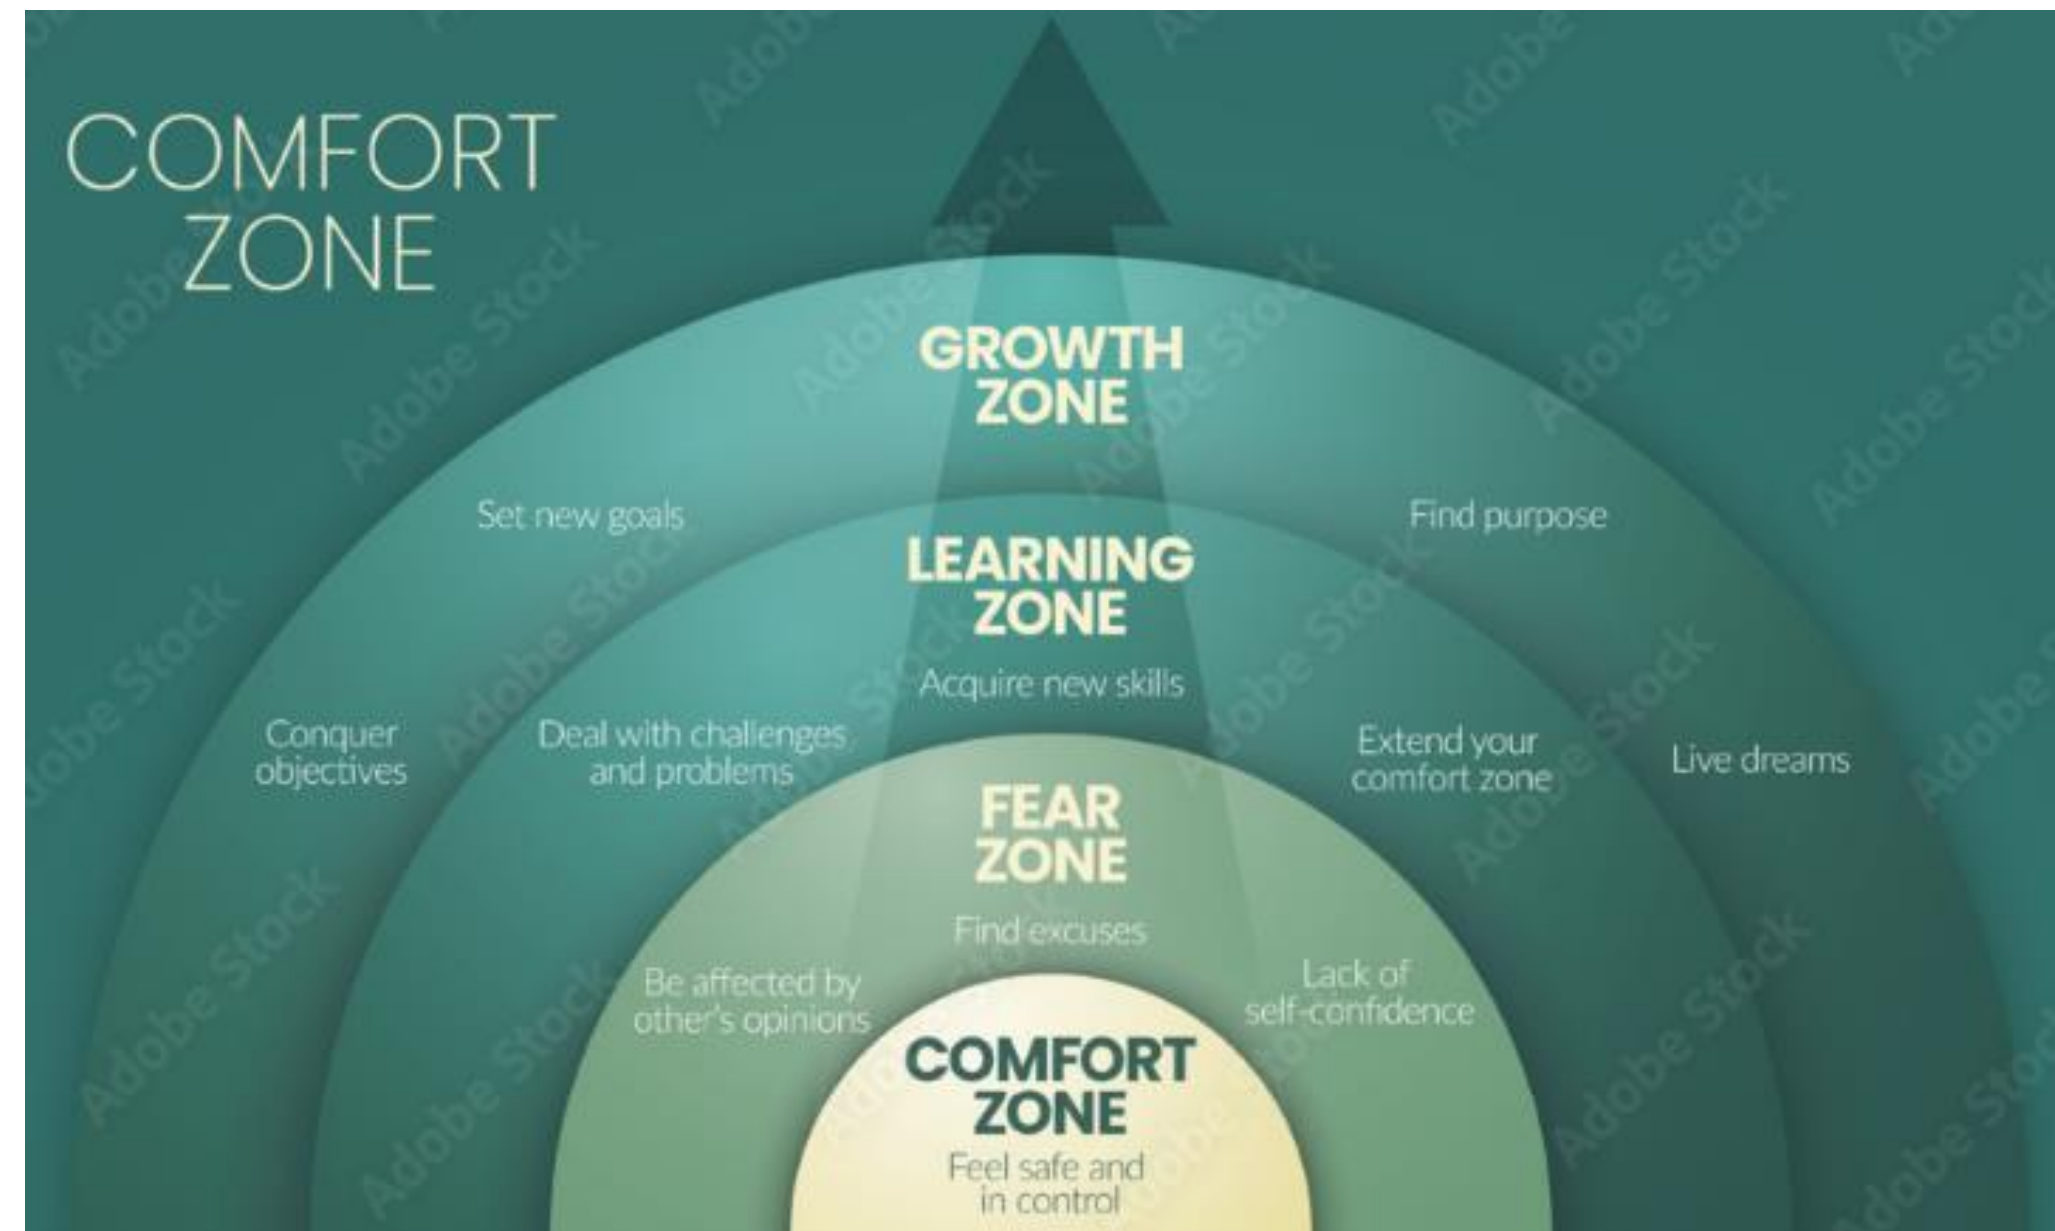 COMFORT
ZONE
GROWTH
ZONE
Set new goals
Find purpose
Conquer
objectives
Live dreams
LEARNING
ZONE
Acquire new skills
Deal with challenges
and problems
Extend your
comfort zone
FEAR
ZONE
Find excuses
Be affected by
other's opinions
Lack of
self-confidence
COMFORT
ZONE
Feel safe and
in control
Adobe Stock